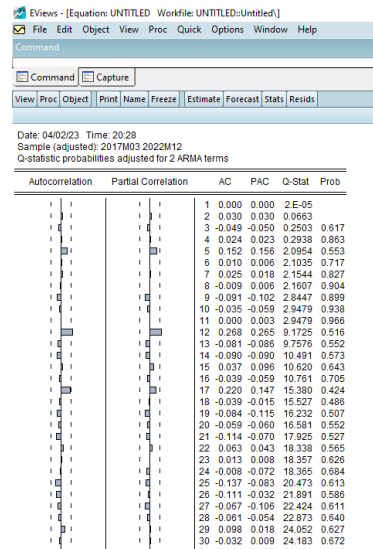 EViews - [Equation: UNTITLED Workfile: UNTITLED::Untitled\]
File Edit Object View Proc Quick Options Window Help
Command
Command Capture
View Proc Object Print Name Freeze Estimate Forecast Stats Resids
Date: 04/02/23 Time: 20:28
Sample (adjusted): 2017M03 2022M12
Q-statistic probabilities adjusted for 2 ARMA terms
Autocorrelation Partial Correlation AC PAC Q-Stat Prob
1 0.000 0.000 2.E-05
2 0.030 0.030 0.0663
3 -0.049 -0.050 0.2503 0.617
4 0.024 0.023 0.2938 0.863
5 0.152 0.156 2.0954 0.553
6 0.010 0.006 2.1035 0.717
7 0.025 0.018 2.1544 0.827
8 -0.009 0.006 2.1607 0.904
9 -0.091 -0.102 2.8447 0.899
10 -0.035 -0.059 2.9479 0.938
11 0.000 0.003 2.9479 0.966
12 0.268 0.265 9.1725 0.516
13 -0.081 -0.086 9.7576 0.552
14 -0.090 -0.090 10.491 0.573
15 0.037 0.096 10.620 0.643
16 -0.039 -0.059 10.761 0.705
17 0.220 0.147 15.380 0.424
18 -0.039 -0.015 15.527 0.486
19 -0.084 -0.115 16.232 0.507
20 -0.059 -0.060 16.581 0.552
21 -0.114 -0.070 17.925 0.527
22 0.063 0.043 18.338 0.565
23 0.013 0.008 18.357 0.626
24 -0.008 -0.072 18.365 0.684
25 -0.137 -0.083 20.473 0.613
26 -0.111 -0.032 21.891 0.586
27 -0.067 -0.106 22.424 0.611
28 -0.061 -0.054 22.873 0.640
29 0.098 0.018 24.052 0.627
30 -0.032 0.009 24.183 0.672